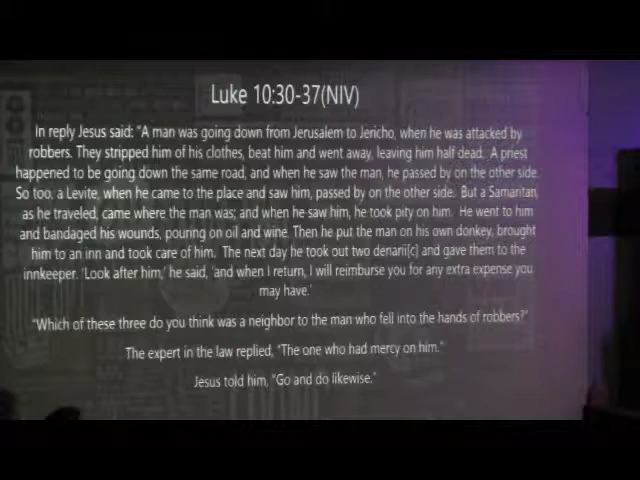 Luke 10:30-37(NIV)
In reply Jesus said: "A man was going down from Jerusalem to Jericho, when he was attacked by
robbers. They stripped him of his clothes, beat him and went away, leaving him half dead. A priest
happened to be going down the same road, and when he saw the man, he passed by on the other side.
So too, a Levite, when he came to the place and saw him, passed by on the other side. But a Samaritan,
as he traveled, came where the man was; and when he saw him, he took pity on him. He went to him
and bandaged his wounds, pouring on oil and wine. Then he put the man on his own donkey, brought
him to an inn and took care of him. The next day he took out two denarii[c] and gave them to the
innkeeper. 'Look after him,' he said, 'and when I return, I will reimburse you for any extra expense you
may have.'
"Which of these three do you think was a neighbor to the man who fell into the hands of robbers?"
The expert in the law replied, "The one who had mercy on him."
Jesus told him, "Go and do likewise."